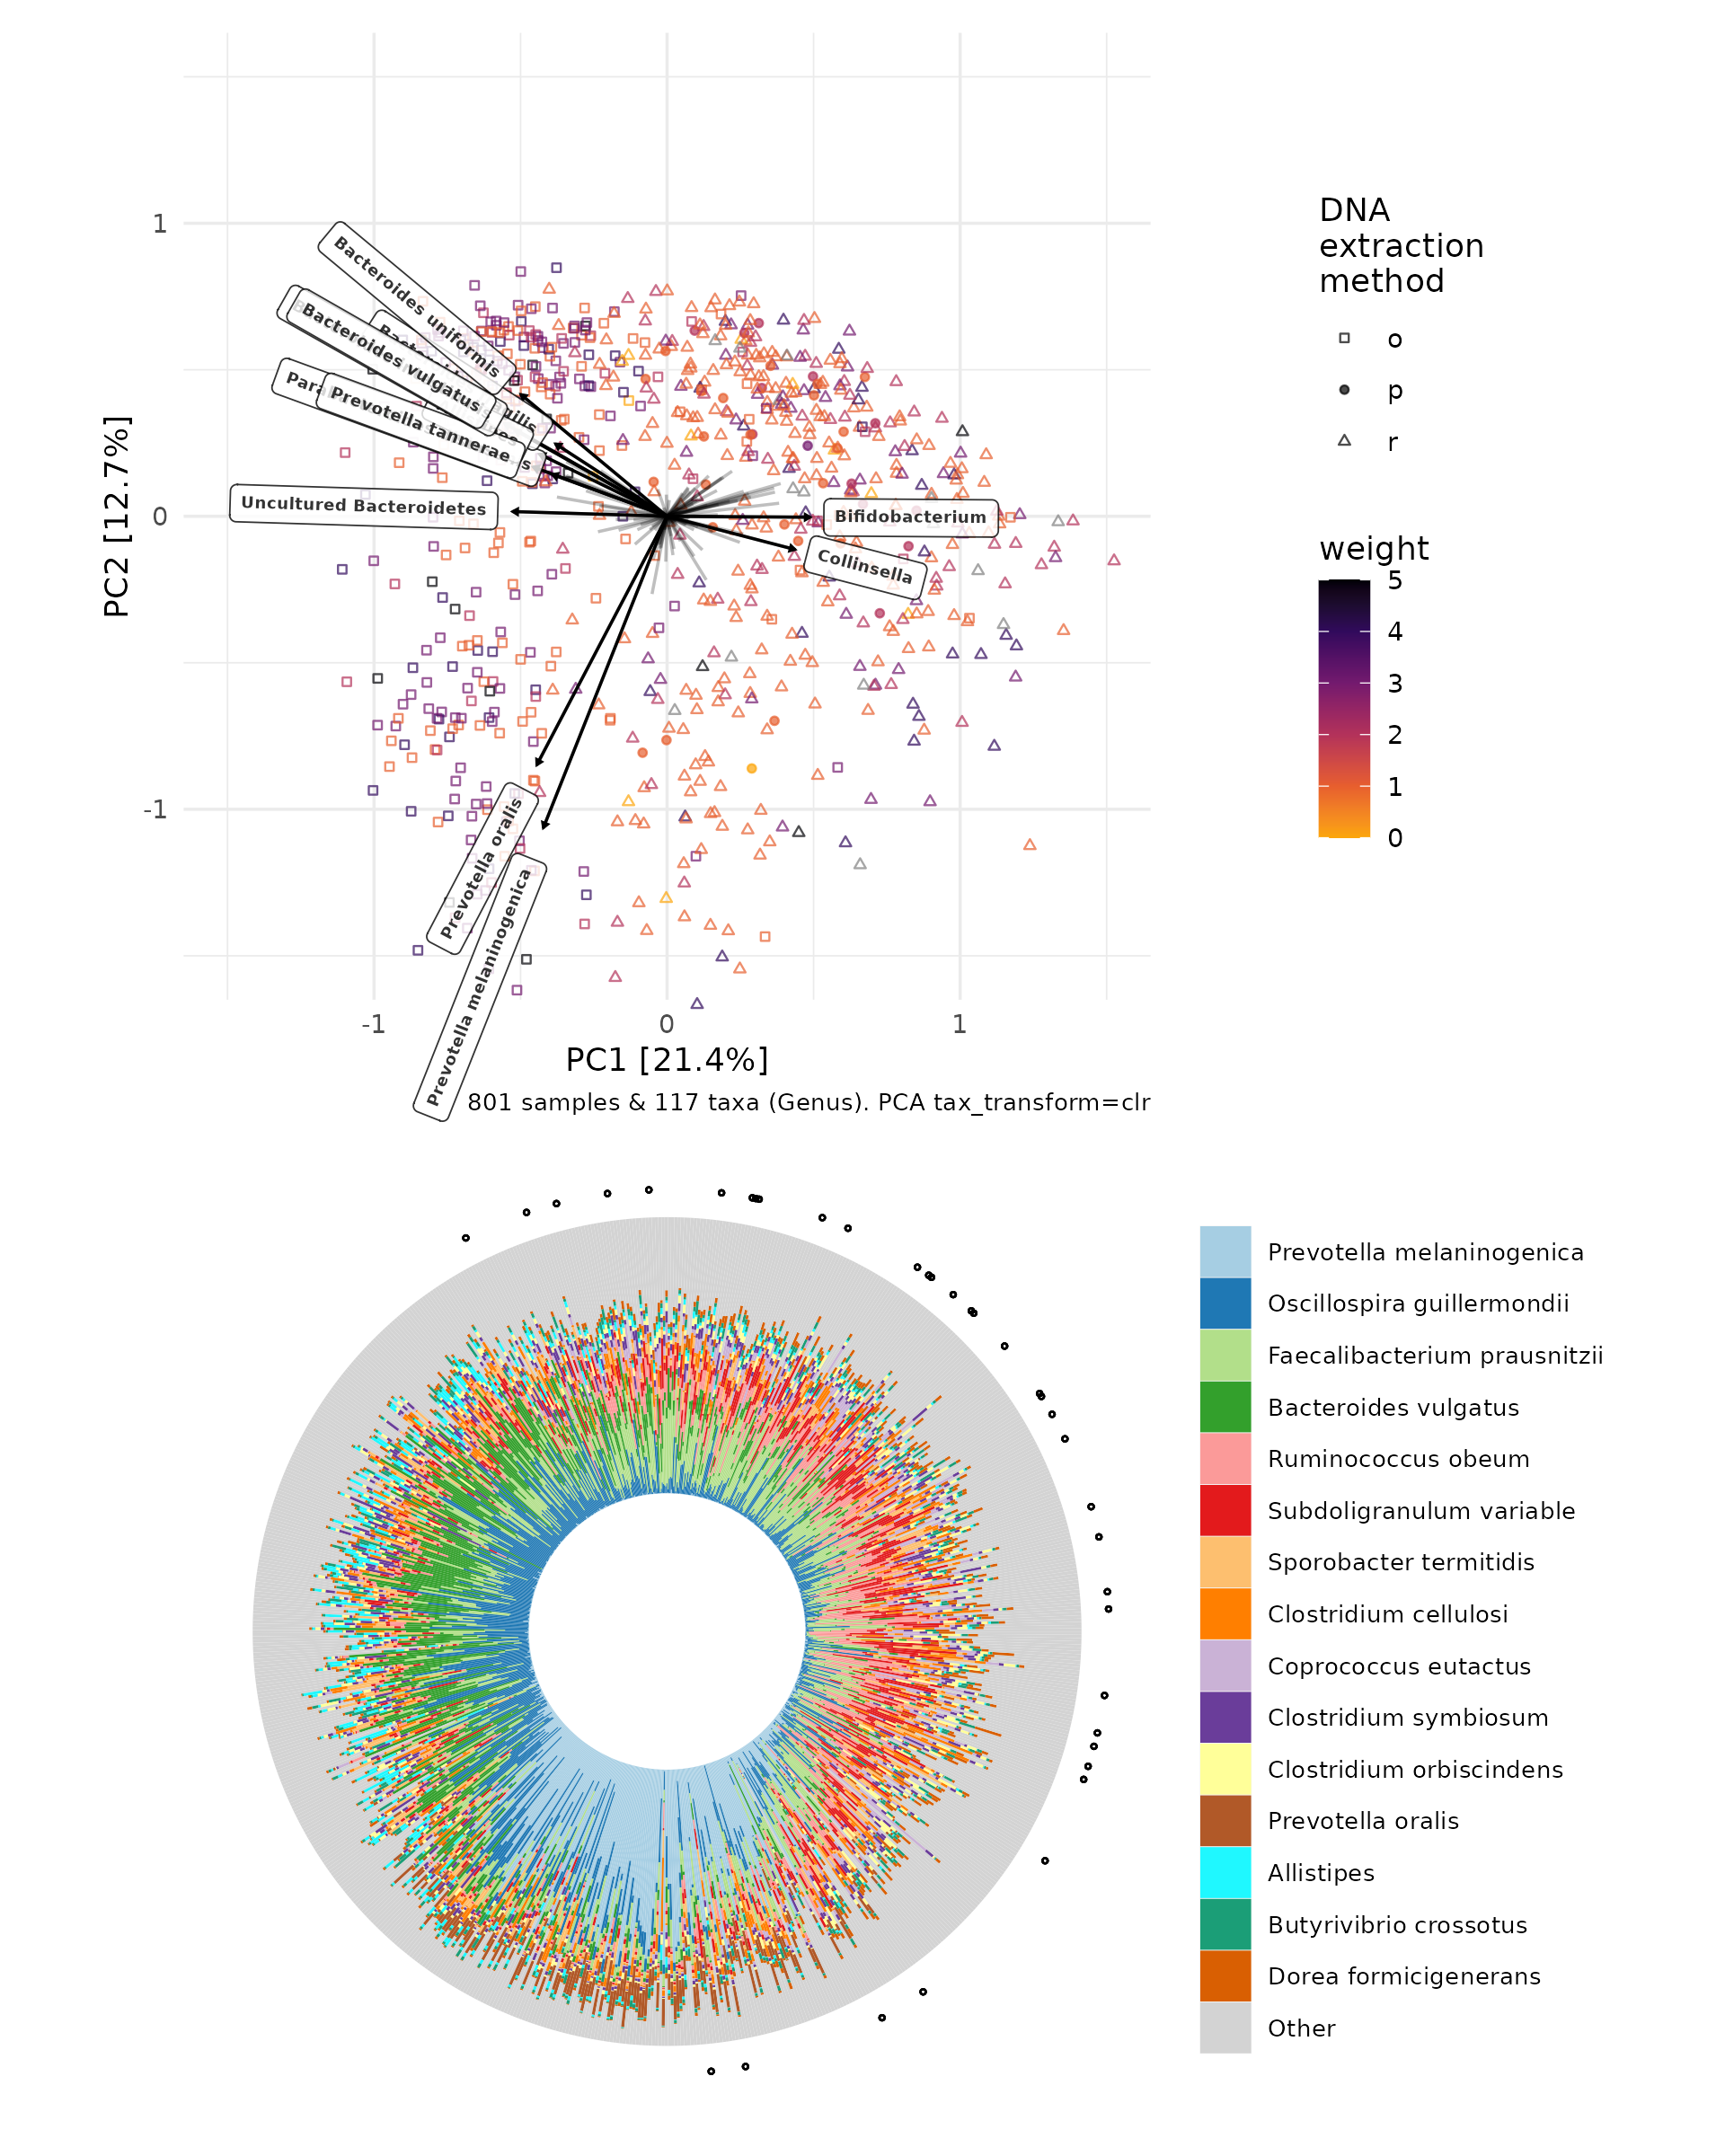 PC2 [12.7%]
1
0
-1
Bacteroides uniformis
Bacteroides vulgatus
Prevotella tannerae
Uncultured Bacteroidetes
Bifidobacterium
Collinsella
Prevotella oralis
Prevotella melaninogenica
-1
0
1
PC1 [21.4%]
801 samples & 117 taxa (Genus). PCA tax_transform=clr
DNA
extraction
method
o
p
r
weight
5
4
3
2
1
0
Prevotella melaninogenica
Oscillospira guillermondii
Faecalibacterium prausnitzii
Bacteroides vulgatus
Ruminococcus obeum
Subdoligranulum variable
Sporobacter termitidis
Clostridium cellulosi
Coprococcus eutactus
Clostridium symbiosum
Clostridium orbiscindens
Prevotella oralis
Allistipes
Butyrivibrio crossotus
Dorea formicigenerans
Other